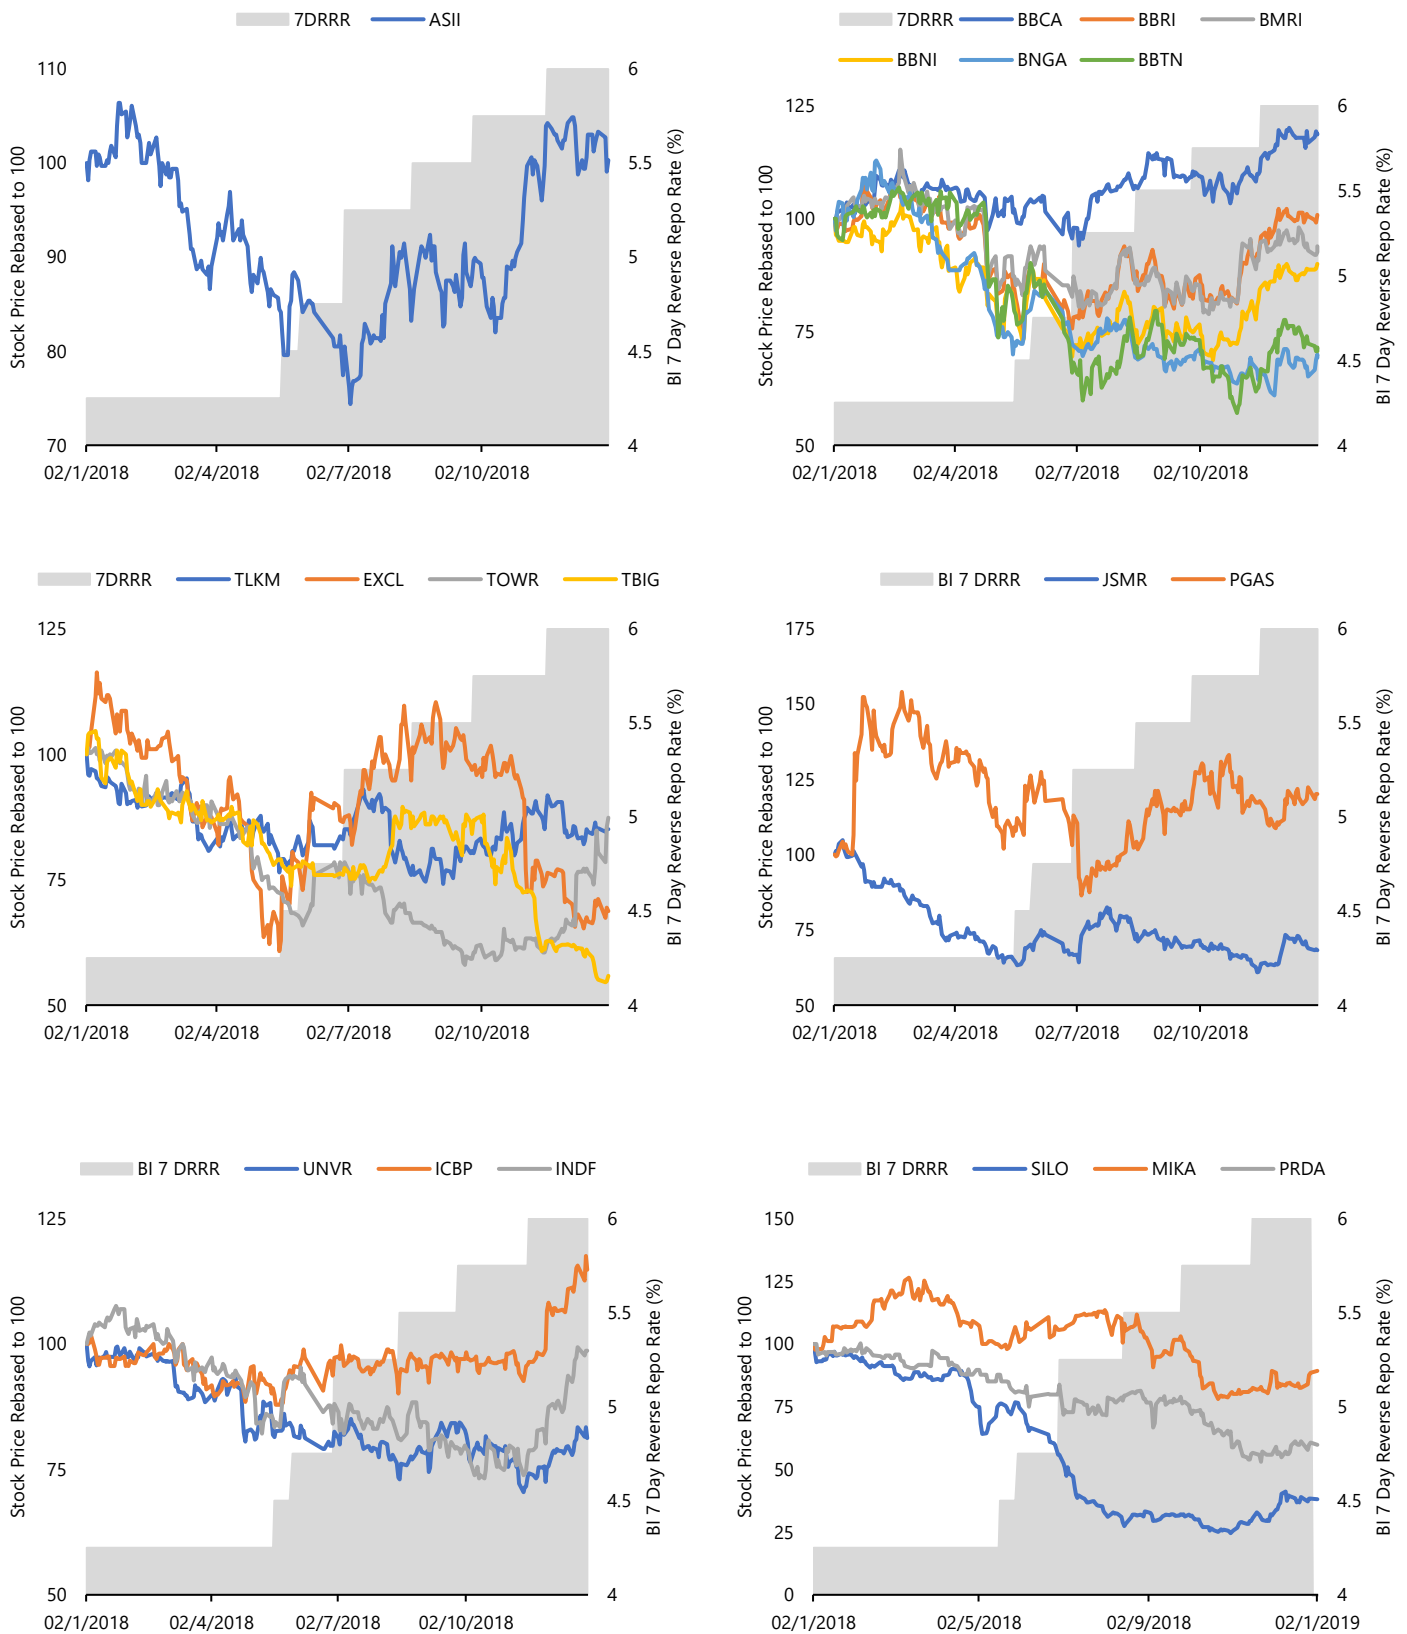 7DRRR ASII
110
100
90
80
70
6
5.5
5
4.5
4
Stock Price Rebased to 100
BI 7 Day Reverse Repo Rate (%)
02/1/2018 02/4/2018 02/7/2018 02/10/2018
7DRRR BBCA BBRI BMRI
BBNI BNGA BBTN
125
100
75
50
6
5.5
5
4.5
4
Stock Price Rebased to 100
BI 7 Day Reverse Repo Rate (%)
02/1/2018 02/4/2018 02/7/2018 02/10/2018
7DRRR TLKM EXCL TOWR TBIG
125
100
75
50
6
5.5
5
4.5
4
Stock Price Rebased to 100
BI 7 Day Reverse Repo Rate (%)
02/1/2018 02/4/2018 02/7/2018 02/10/2018
BI 7 DRRR JSMR PGAS
175
150
125
100
75
50
6
5.5
5
4.5
4
Stock Price Rebased to 100
BI 7 Day Reverse Repo Rate (%)
02/1/2018 02/4/2018 02/7/2018 02/10/2018
BI 7 DRRR UNVR ICBP INDF
125
100
75
50
6
5.5
5
4.5
4
Stock Price Rebased to 100
BI 7 Day Reverse Repo Rate (%)
02/1/2018 02/4/2018 02/7/2018 02/10/2018
BI 7 DRRR SILO MIKA PRDA
150
125
100
75
50
25
0
6
5.5
5
4.5
4
Stock Price Rebased to 100
BI 7 Day Reverse Repo Rate (%)
02/1/2018 02/5/2018 02/9/2018 02/1/2019